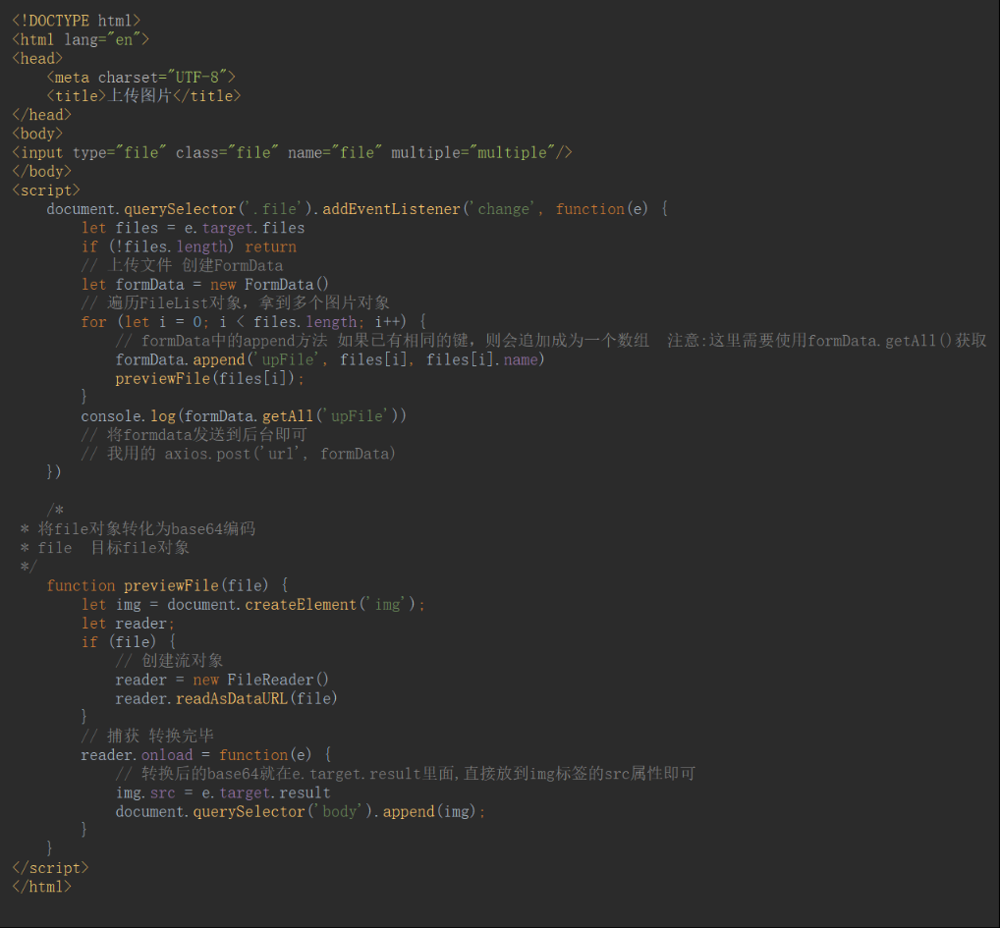 <!DOCTYPE html>
<html lang="en">
<head>
    <meta charset="UTF-8">
    <title>上传图片</title>
</head>
<body>
<input type="file" class="file" name="file" multiple="multiple"/>
</body>
<script>
    document.querySelector('.file').addEventListener('change', function(e) {
        let files = e.target.files
        if (!files.length) return
        // 上传文件 创建FormData
        let formData = new FormData()
        // 遍历FileList对象，拿到多个图片对象
        for (let i = 0; i < files.length; i++) {
            // formData中的append方法 如果已有相同的键，则会追加成为一个数组  注意:这里需要使用formData.getAll()获取
            formData.append('upFile', files[i], files[i].name)
            previewFile(files[i]);
        }
        console.log(formData.getAll('upFile'))
        // 将formdata发送到后台即可
        // 我用的 axios.post('url', formData)
    })

    /*
 * 将file对象转化为base64编码
 * file  目标file对象
 */
    function previewFile(file) {
        let img = document.createElement('img');
        let reader;
        if (file) {
            // 创建流对象
            reader = new FileReader()
            reader.readAsDataURL(file)
        }
        // 捕获 转换完毕
        reader.onload = function(e) {
            // 转换后的base64就在e.target.result里面,直接放到img标签的src属性即可
            img.src = e.target.result
            document.querySelector('body').append(img);
        }
    }
</script>
</html>